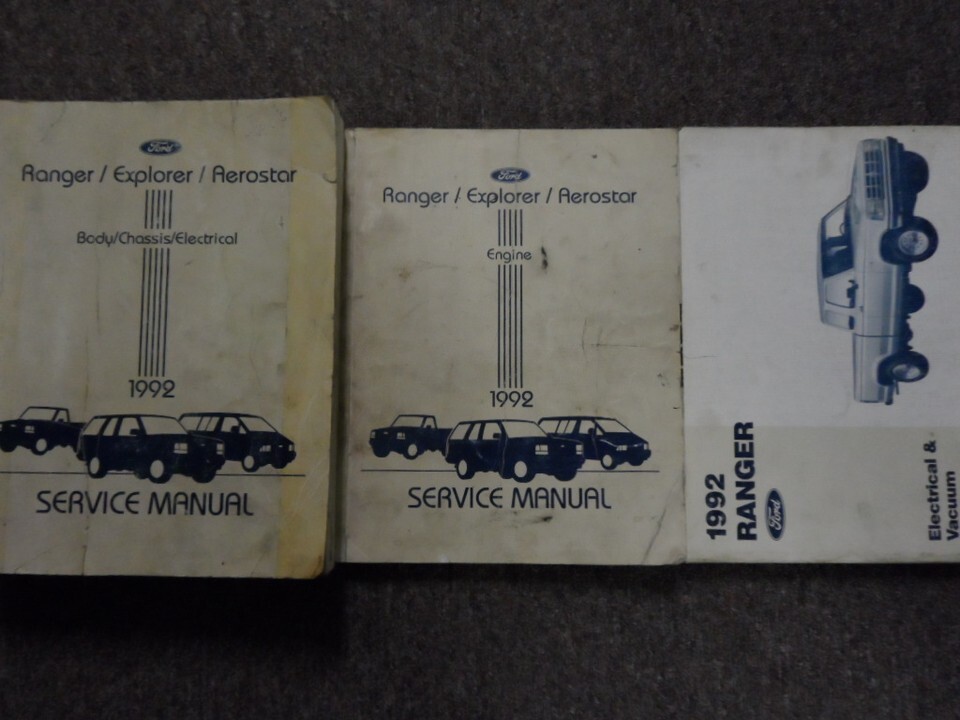 Ford
Ranger / Explorer / Aerostar
Body/Chassis/Electrical
1992
SERVICE MANUAL
Ford
Ranger / Explorer / Aerostar
Engine
1992
SERVICE MANUAL
1992
RANGER
Ford
Electrical &
Vacuum